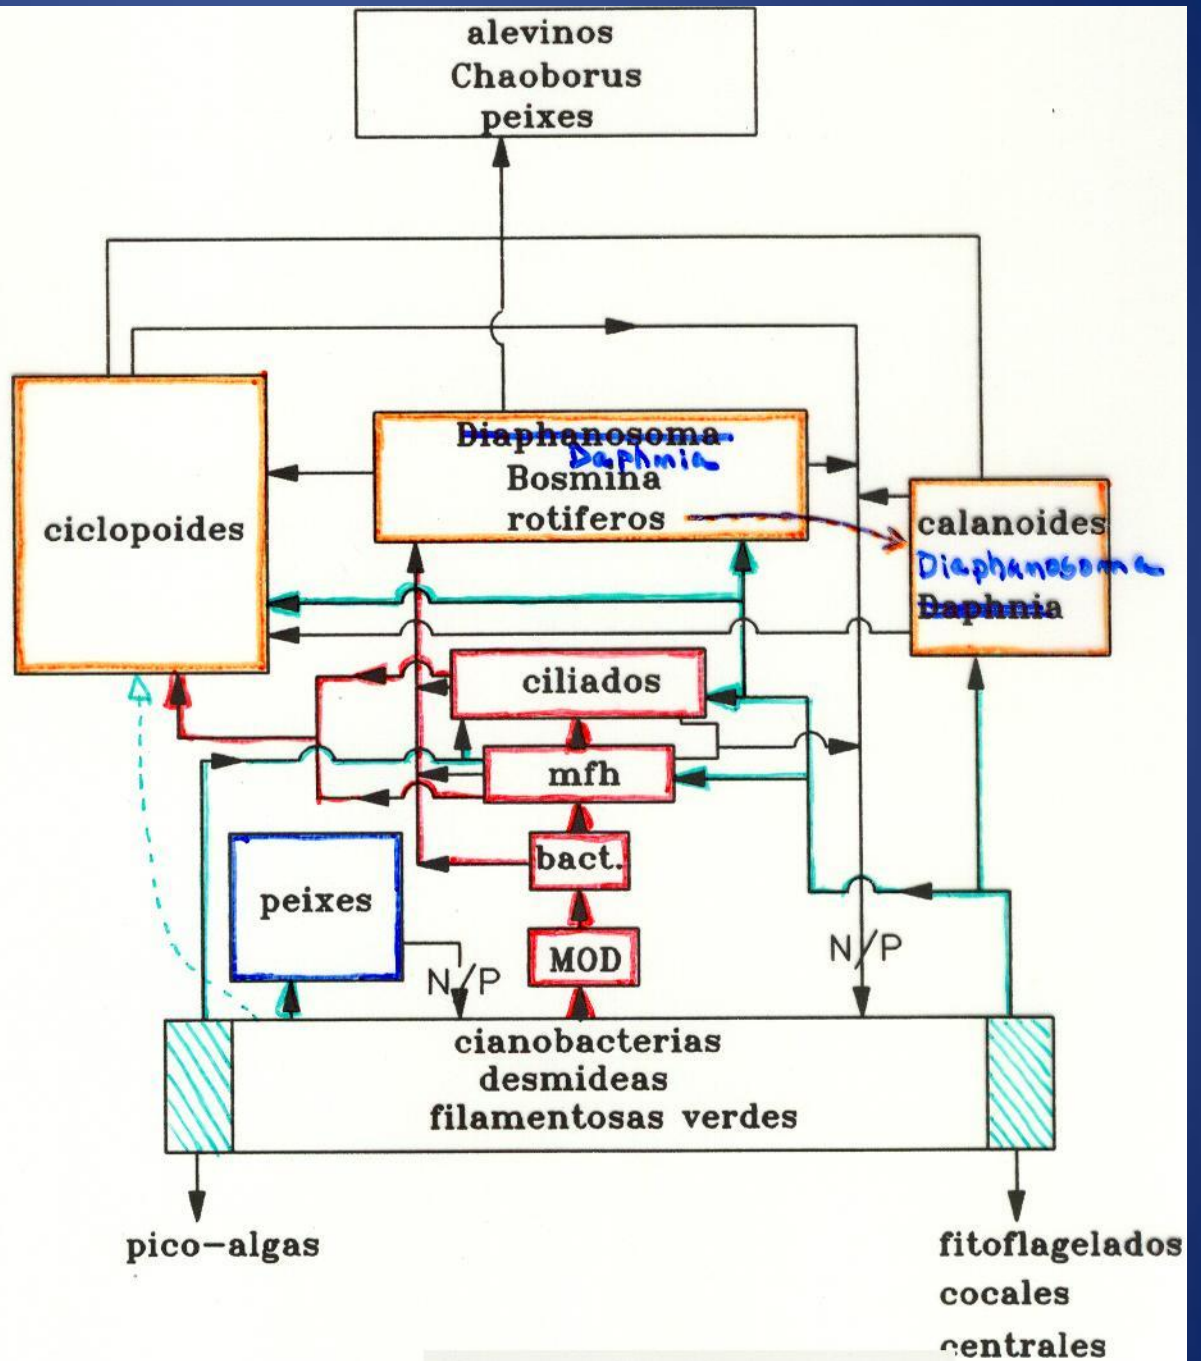 alevinos
Chaoborus
peixes
Diaphanosoma
Daphnia
Bosmina
rotiferos
ciclopoides
calanoides
Diaphanosoma
Daphnia
ciliados
mfh
bact.
peixes
MOD
N/P
N/P
cianobacterias
desmideas
filamentosas verdes
pico-algas
fitoflagelados
cocales
centrales